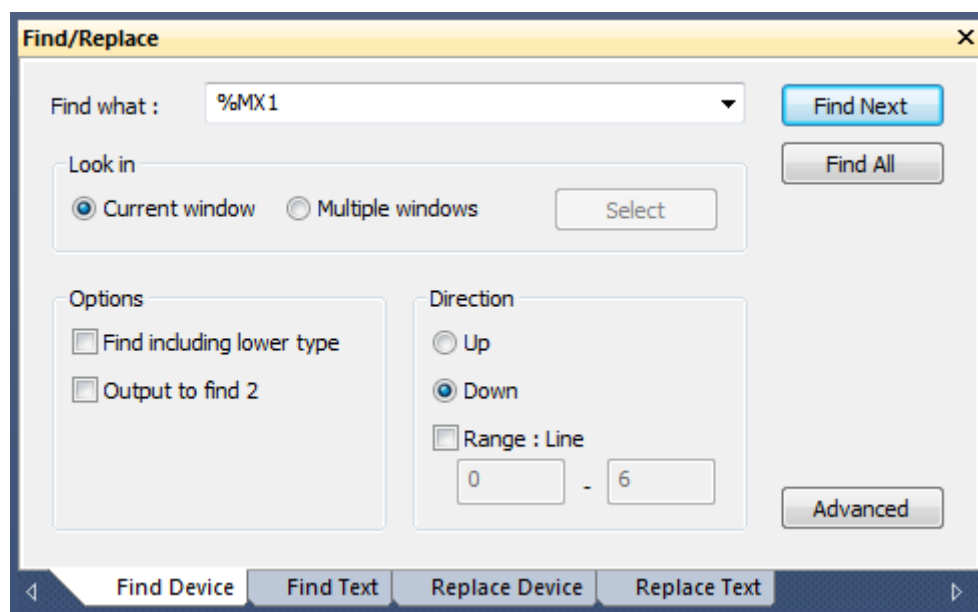 Find/Replace
Find what : %MX1 Find Next
Find All
Look in
Current window Multiple windows Select
Options Direction
Find including lower type Up
Output to find 2 Down
Range : Line
0 - 6
Advanced
Find Device Find Text Replace Device Replace Text